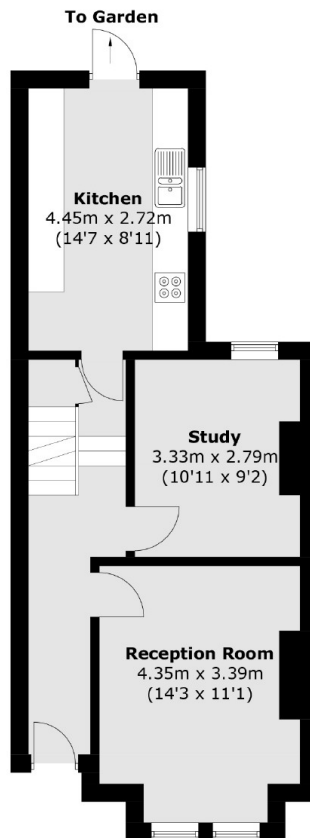 To Garden
Kitchen
4.45m x 2.72m
(14'7 x 8'11)
Study
3.33m x 2.79m
(10'11 x 9'2)
Reception Room
4.35m x 3.39m
(14'3 x 11'1)